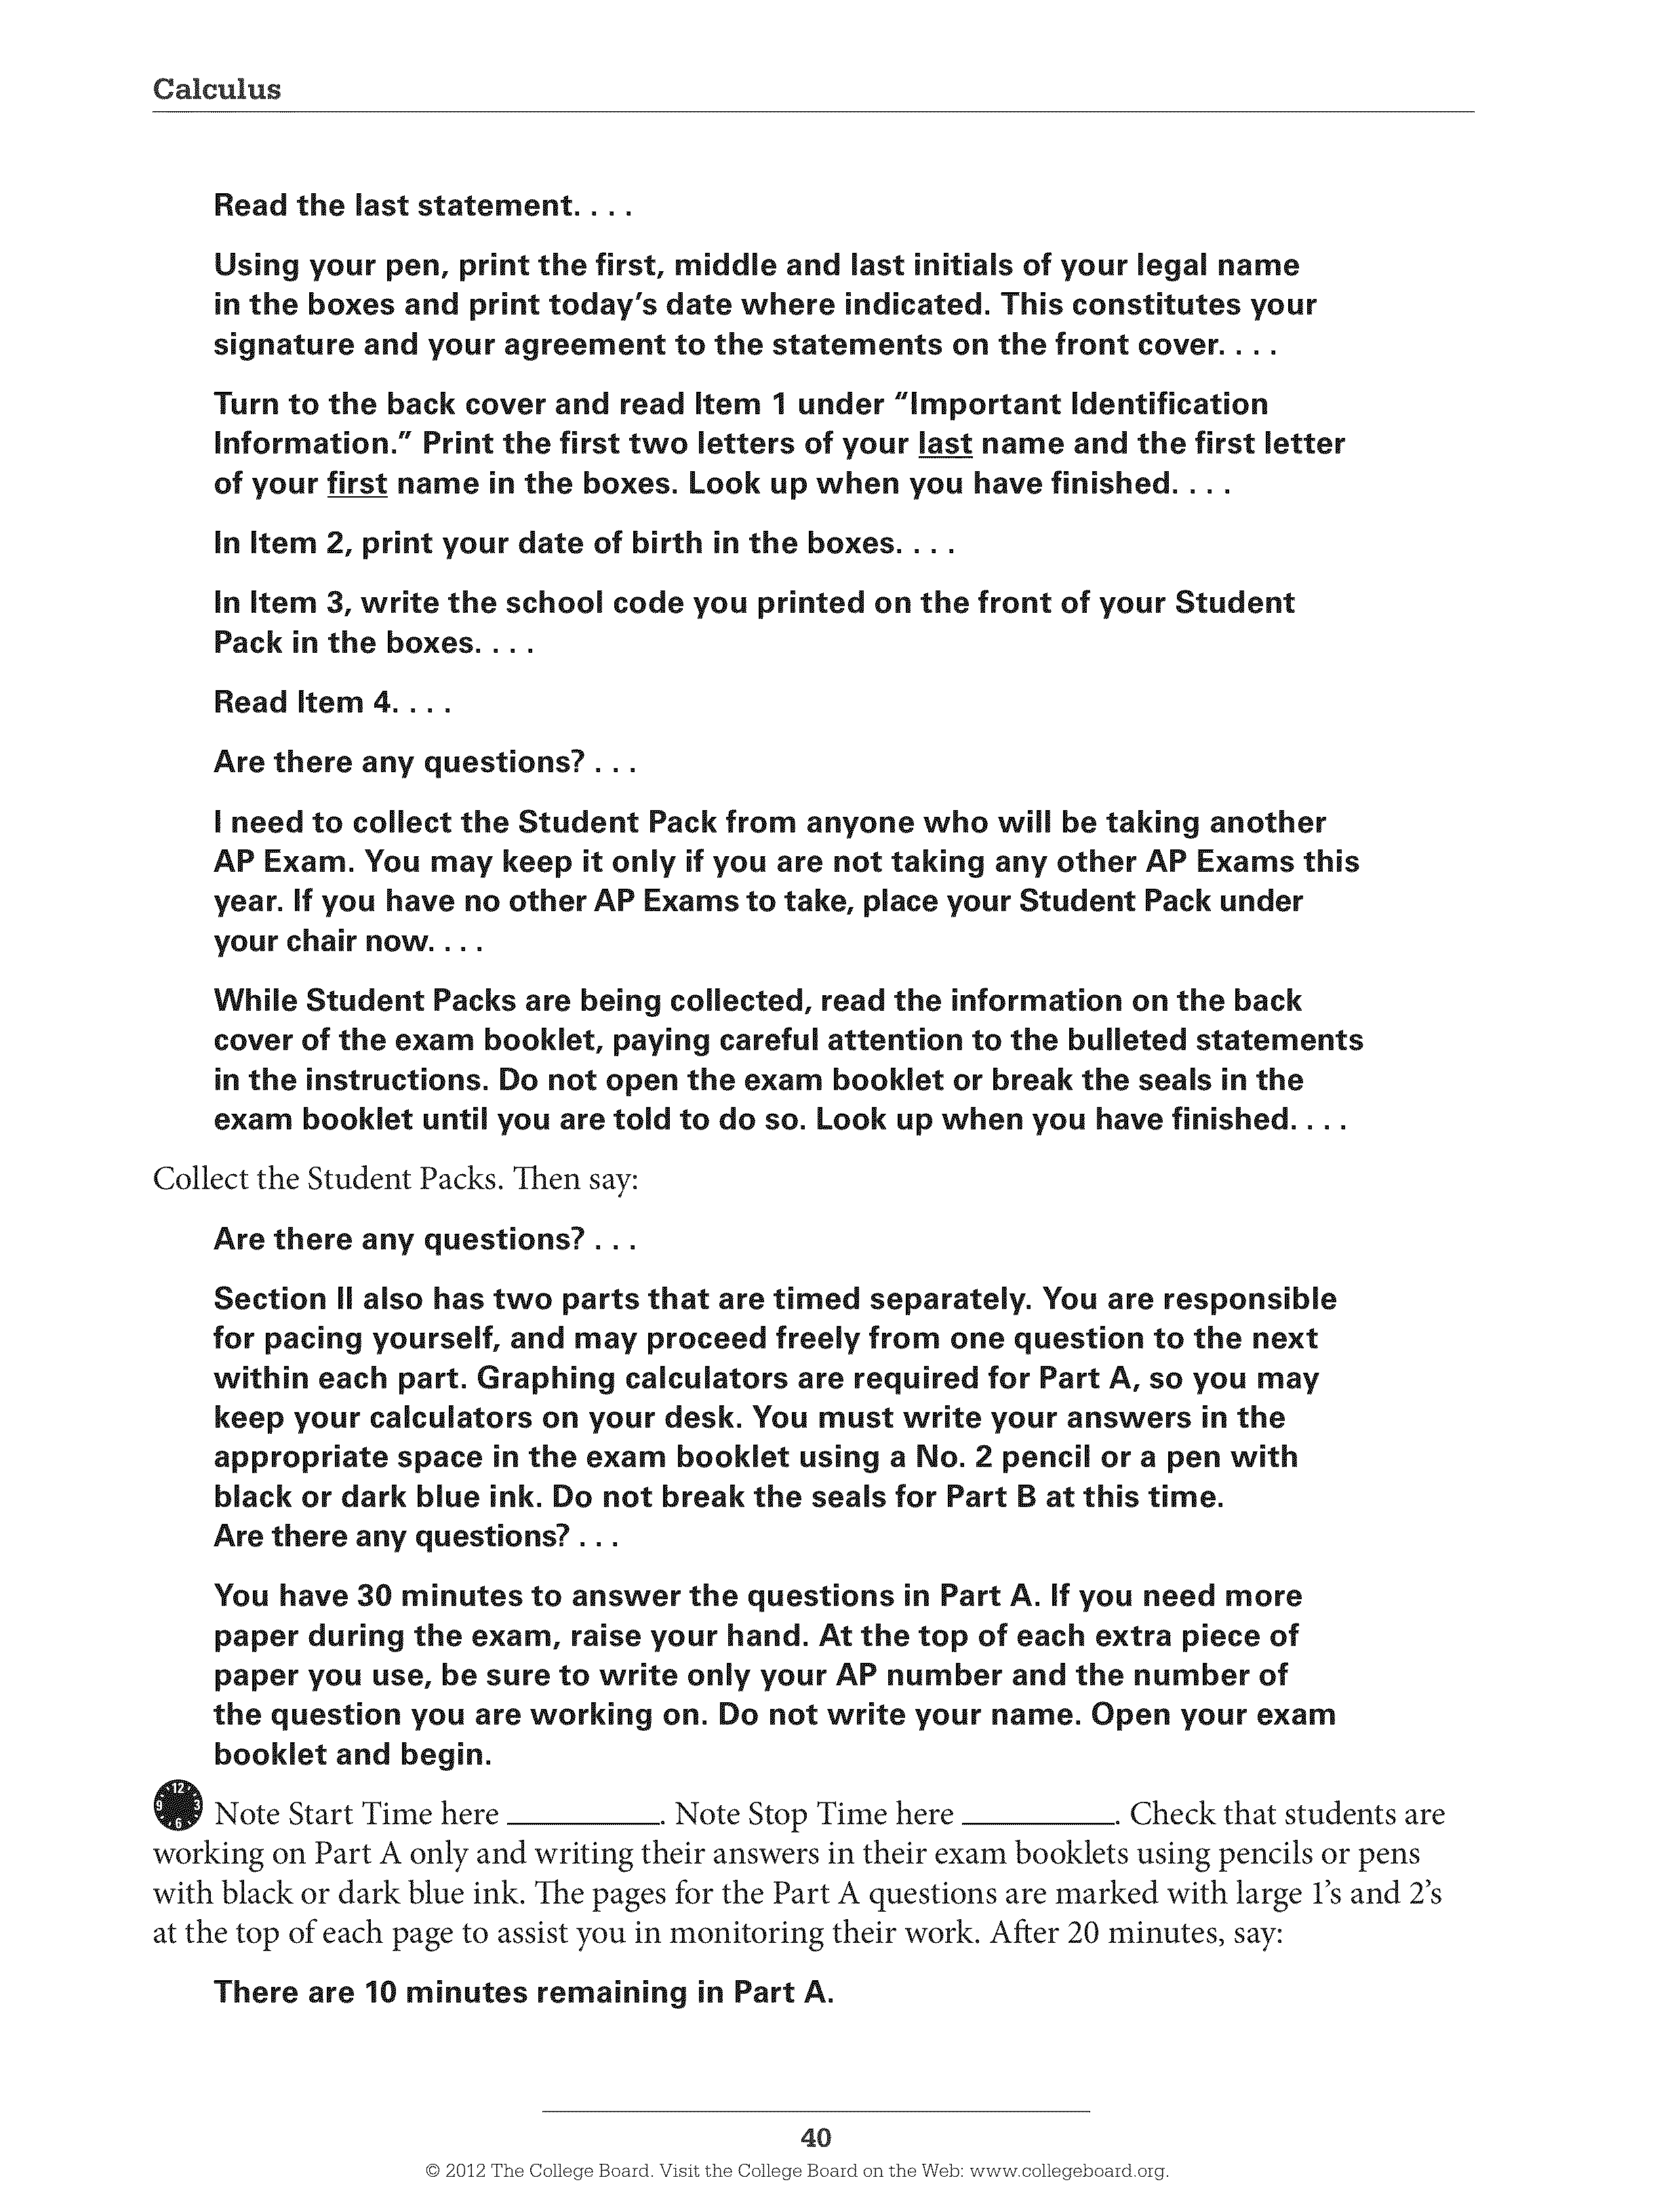 Calculus
Read the last statement. . . .
Using your pen, print the first, middle and last initials of your legal name
in the boxes and print today’s date where indicated. This constitutes your
signature and your agreement to the statements on the front cover. . . .
Turn to the back cover and read Item 1 under “Important Identification
Information.” Print the first two letters of your last name and the first letter
of your first name in the boxes. Look up when you have finished. . . .
In Item 2, print your date of birth in the boxes. . . .
In Item 3, write the school code you printed on the front of your Student
Pack in the boxes. . . .
Read Item 4. . . .
Are there any questions? . . .
I need to collect the Student Pack from anyone who will be taking another
AP Exam. You may keep it only if you are not taking any other AP Exams this
year. If you have no other AP Exams to take, place your Student Pack under
your chair now. . . .
While Student Packs are being collected, read the information on the back
cover of the exam booklet, paying careful attention to the bulleted statements
in the instructions. Do not open the exam booklet or break the seals in the
exam booklet until you are told to do so. Look up when you have finished. . . .
Collect the Student Packs. Then say:
Are there any questions? . . .
Section II also has two parts that are timed separately. You are responsible
for pacing yourself, and may proceed freely from one question to the next
within each part. Graphing calculators are required for Part A, so you may
keep your calculators on your desk. You must write your answers in the
appropriate space in the exam booklet using a No. 2 pencil or a pen with
black or dark blue ink. Do not break the seals for Part B at this time.
Are there any questions? . . .
You have 30 minutes to answer the questions in Part A. If you need more
paper during the exam, raise your hand. At the top of each extra piece of
paper you use, be sure to write only your AP number and the number of
the question you are working on. Do not write your name. Open your exam
booklet and begin.
12
9 3
6
Note Start Time here __________. Note Stop Time here __________. Check that students are
working on Part A only and writing their answers in their exam booklets using pencils or pens
with black or dark blue ink. The pages for the Part A questions are marked with large 1’s and 2’s
at the top of each page to assist you in monitoring their work. After 20 minutes, say:
There are 10 minutes remaining in Part A.
40
© 2012 The College Board. Visit the College Board on the Web: www.collegeboard.org.